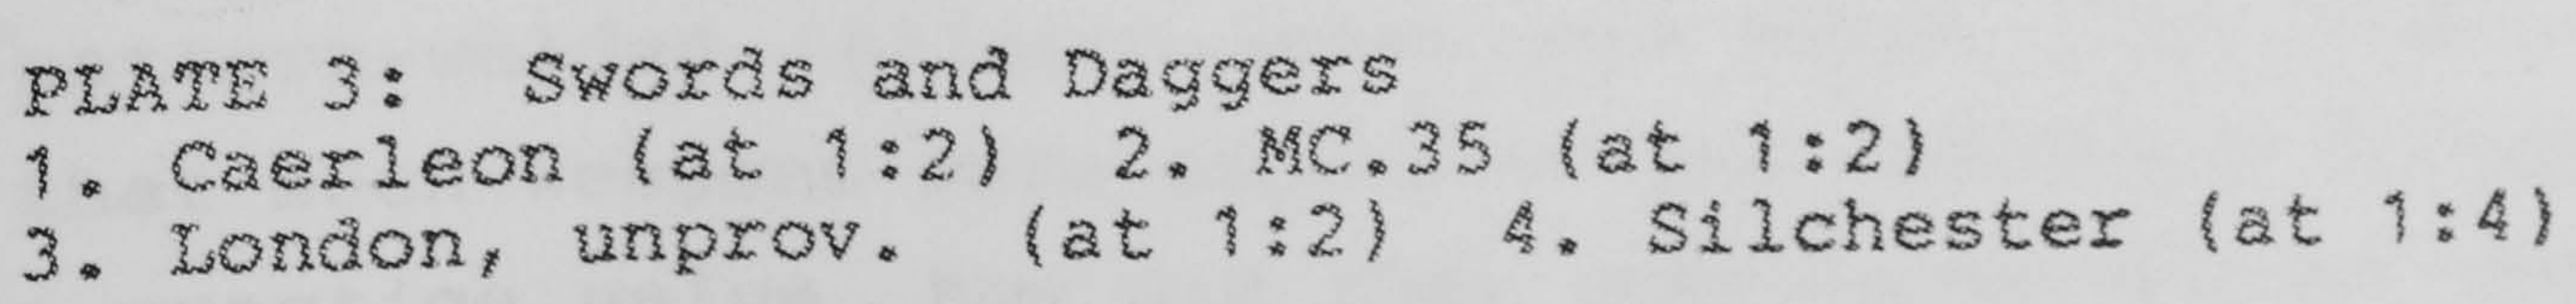 PLATE 3:  Swords and Daggers
1. Caerleon (at 1:2)  2. MC.35 (at 1:2)
3. London, unprov.  (at 1:2)  4. Silchester (at 1:4)